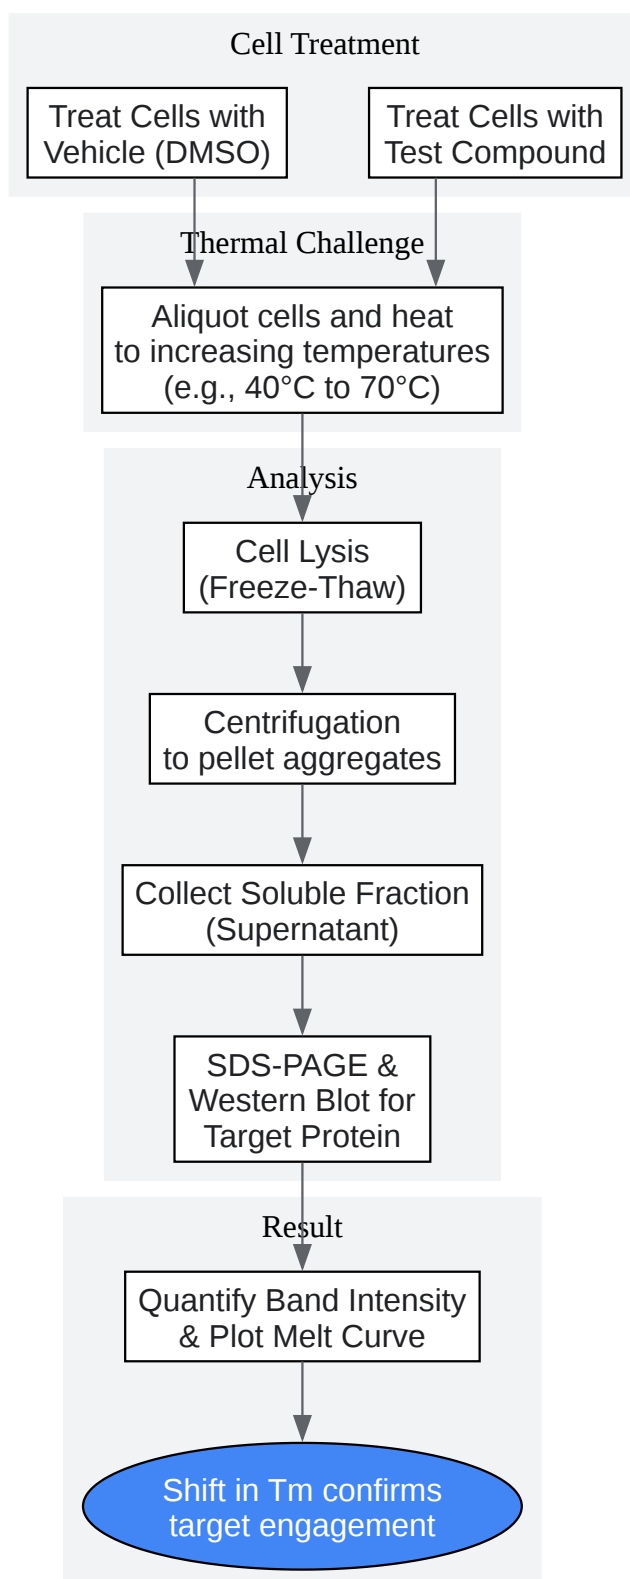 Cell Treatment
Treat Cells with
Vehicle (DMSO)
Treat Cells with
Test Compound
Thermal Challenge
Aliquot cells and heat
to increasing temperatures
(e.g., 40°C to 70°C)
Analysis
Cell Lysis
(Freeze-Thaw)
Centrifugation
to pellet aggregates
Collect Soluble Fraction
(Supernatant)
SDS-PAGE &
Western Blot for
Target Protein
Result
Quantify Band Intensity
& Plot Melt Curve
Shift in Tm confirms
target engagement